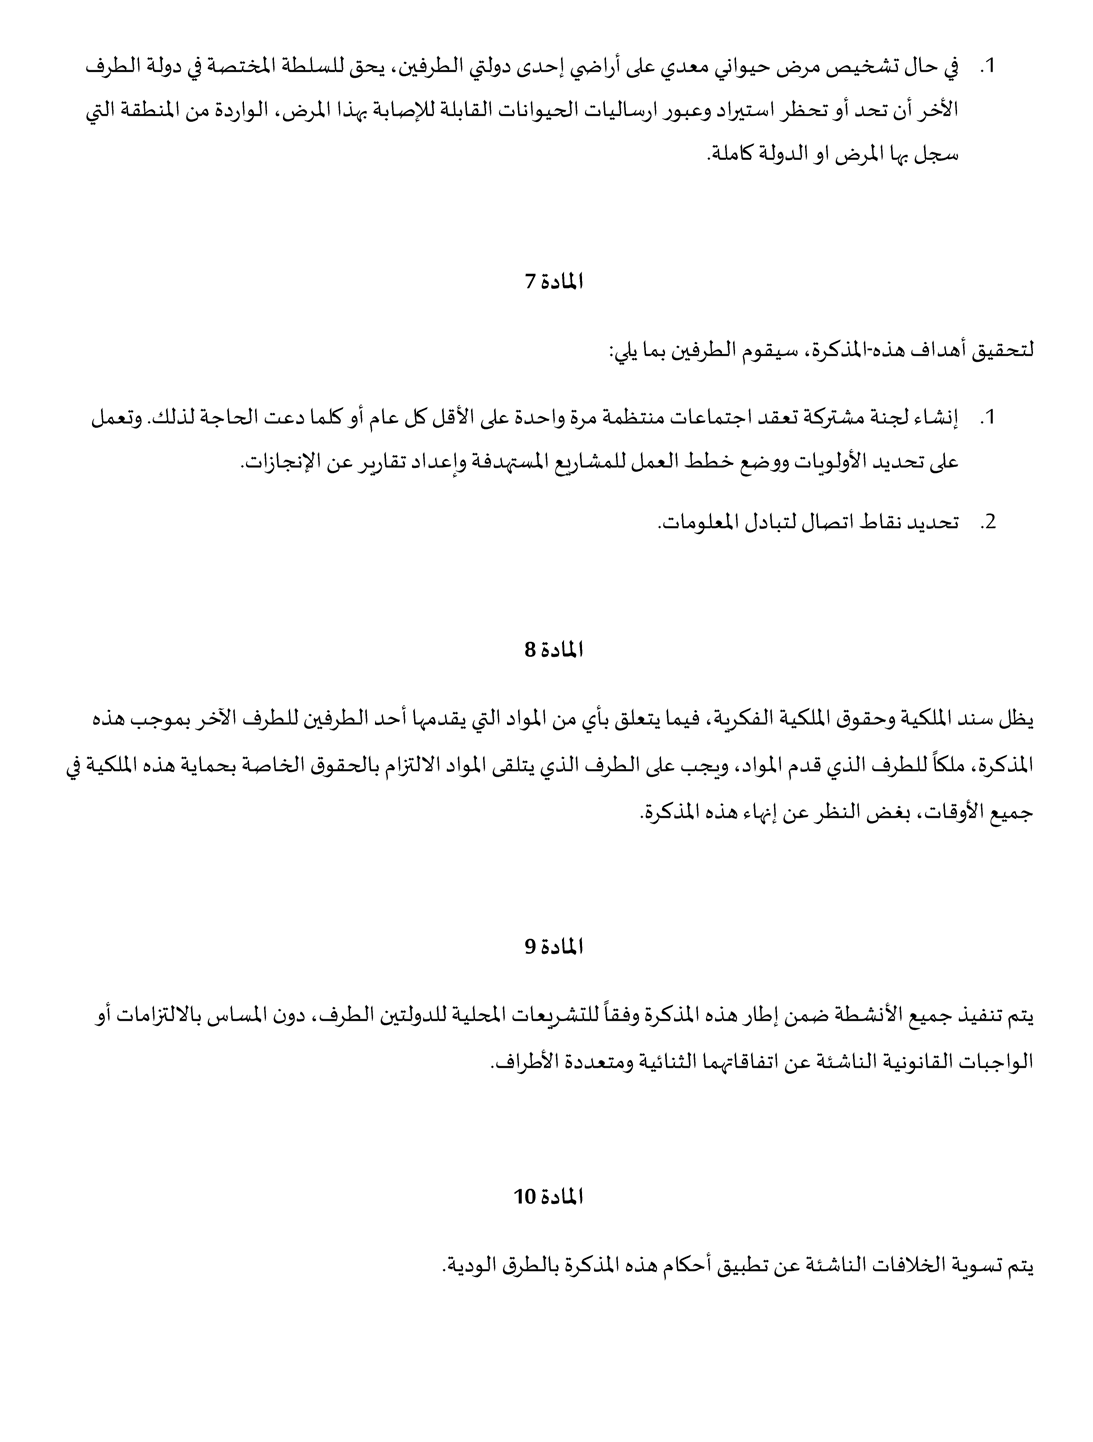 1. في حال تشخيص مرض حيواني معدي على أراضي إحدى دولتي الطرفين، يحق للسلطة المختصة في دولة الطرف
الأخر أن تحد أو تحظر استيراد وعبور ارساليات الحيوانات القابلة للإصابة بهذا المرض، الواردة من المنطقة التي
سجل بها المرض او الدولة كاملة.
المادة 7
لتحقيق أهداف هذه-المذكرة، سيقوم الطرفين بما يلي:
1. إنشاء لجنة مشتركة تعقد اجتماعات منتظمة مرة واحدة على الأقل كل عام أو كلما دعت الحاجة لذلك. وتعمل
على تحديد الأولويات ووضع خطط العمل للمشاريع المستهدفة وإعداد تقارير عن الإنجازات.
2. تحديد نقاط اتصال لتبادل المعلومات.
المادة 8
يظل سند الملكية وحقوق الملكية الفكرية، فيما يتعلق بأي من المواد التي يقدمها أحد الطرفين للطرف الآخر بموجب هذه
المذكرة، ملكاً للطرف الذي قدم المواد، ويجب على الطرف الذي يتلقى المواد الالتزام بالحقوق الخاصة بحماية هذه الملكية في
جميع الأوقات، بغض النظر عن إنهاء هذه المذكرة.
المادة 9
يتم تنفيذ جميع الأنشطة ضمن إطار هذه المذكرة وفقاً للتشريعات المحلية للدولتين الطرف، دون المساس بالالتزامات أو
الواجبات القانونية الناشئة عن اتفاقاتهما الثنائية ومتعددة الأطراف.
المادة 10
يتم تسوية الخلافات الناشئة عن تطبيق أحكام هذه المذكرة بالطرق الودية.